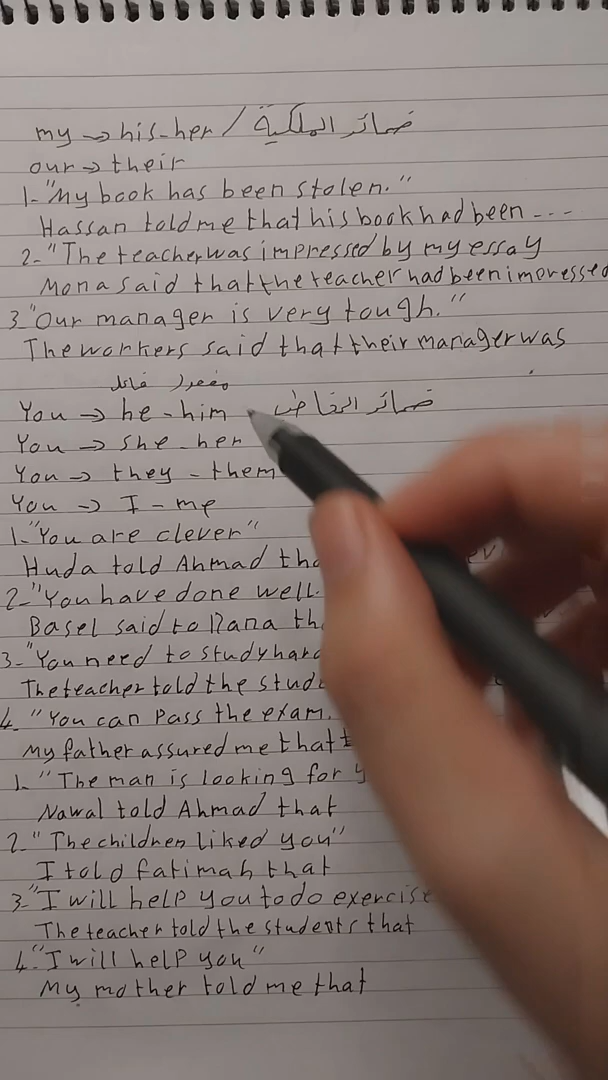 my → his-her / ضمائر الملكية
our → their
1- "My book has been stolen."
Hassan told me that his book had been ---
2- "The teacher was impressed by my essay
Mona said that the teacher had been impressed
3- "Our manager is very tough."
The workers said that their manager was
فاعل مفعول
You → he - him ضمائر
You → she - her
You → they - them
You → I - me
1- "You are clever"
Huda told Ahmad
2- "You have done well.
Basel said to Rana
3- "You need to study hard
The teacher told the
4- "You can pass the exam.
My father assured me that
1- "The man is looking for
Nawal told Ahmad that
2- "The children liked you"
I told fatimah that
3- "I will help you to do exercise
The teacher told the students that
4- "I will help you"
My mother told me that